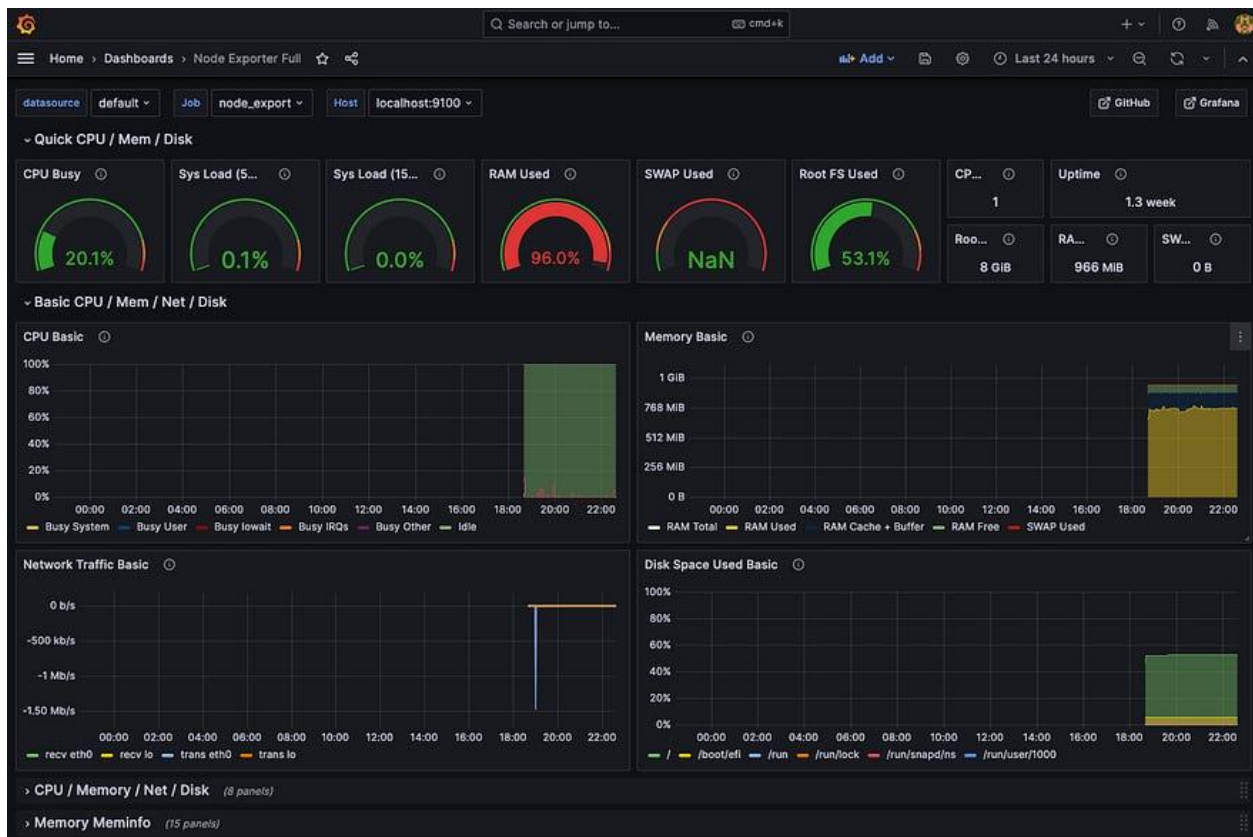 Search or jump to... cmd+k
Home › Dashboards › Node Exporter Full Add Last 24 hours
datasource default Job node_export Host localhost:9100 GitHub Grafana
Quick CPU / Mem / Disk
CPU Busy Sys Load (5... Sys Load (15... RAM Used SWAP Used Root FS Used CP... Uptime
20.1% 0.1% 0.0% 96.0% NaN 53.1% 1 1.3 week
Roo... RA... SW...
8 GiB 966 MiB 0 B
Basic CPU / Mem / Net / Disk
CPU Basic
100%
80%
60%
40%
20%
0%
00:00 02:00 04:00 06:00 08:00 10:00 12:00 14:00 16:00 18:00 20:00 22:00
Busy System Busy User Busy Iowait Busy IRQs Busy Other Idle
Memory Basic
1 GiB
768 MiB
512 MiB
256 MiB
0 B
00:00 02:00 04:00 06:00 08:00 10:00 12:00 14:00 16:00 18:00 20:00 22:00
RAM Total RAM Used RAM Cache + Buffer RAM Free SWAP Used
Network Traffic Basic
0 b/s
-500 kb/s
-1 Mb/s
-1.50 Mb/s
00:00 02:00 04:00 06:00 08:00 10:00 12:00 14:00 16:00 18:00 20:00 22:00
recv eth0 recv lo trans eth0 trans lo
Disk Space Used Basic
100%
80%
60%
40%
20%
0%
00:00 02:00 04:00 06:00 08:00 10:00 12:00 14:00 16:00 18:00 20:00 22:00
/ /boot/efi /run /run/lock /run/snapd/ns /run/user/1000
CPU / Memory / Net / Disk (8 panels)
Memory Meminfo (15 panels)